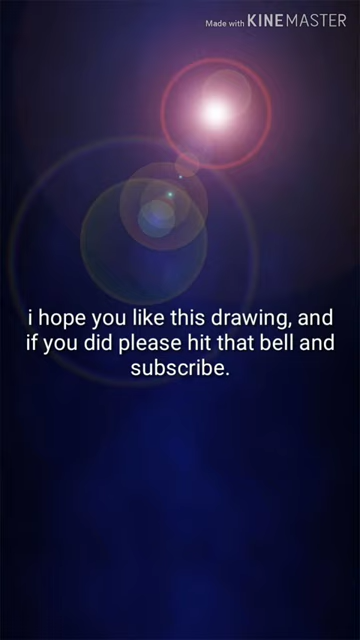 Made with KINEMASTER
i hope you like this drawing, and
if you did please hit that bell and
subscribe.